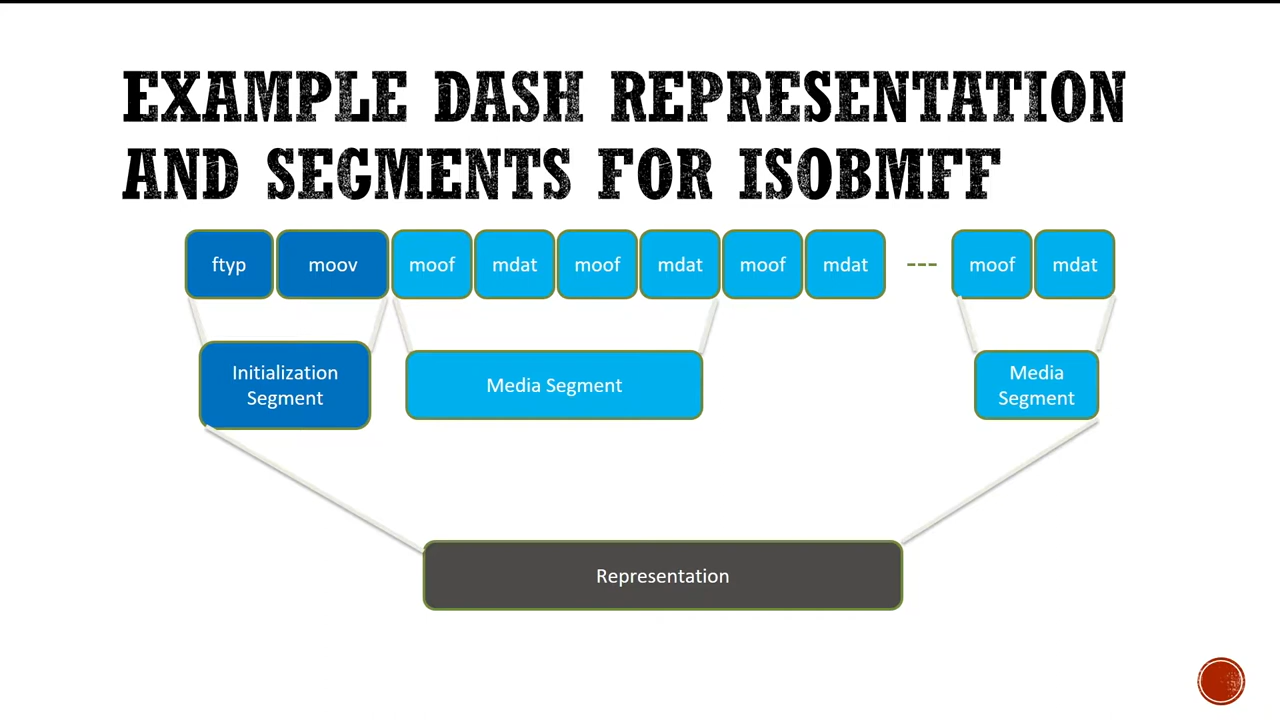 EXAMPLE DASH REPRESENTATION
AND SEGMENTS FOR ISOBMFF
ftyp moov moof mdat moof mdat moof mdat --- moof mdat
Initialization
Segment
Media Segment
Media
Segment
Representation